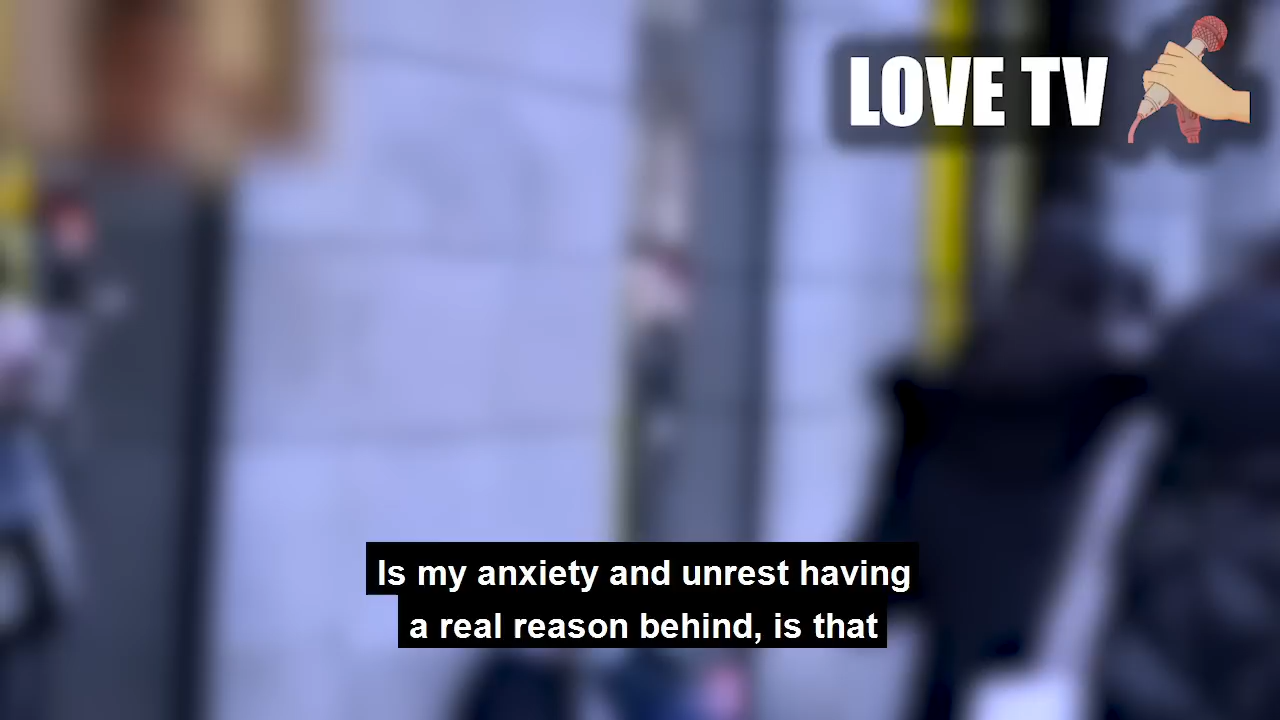 LOVE TV
Is my anxiety and unrest having
a real reason behind, is that